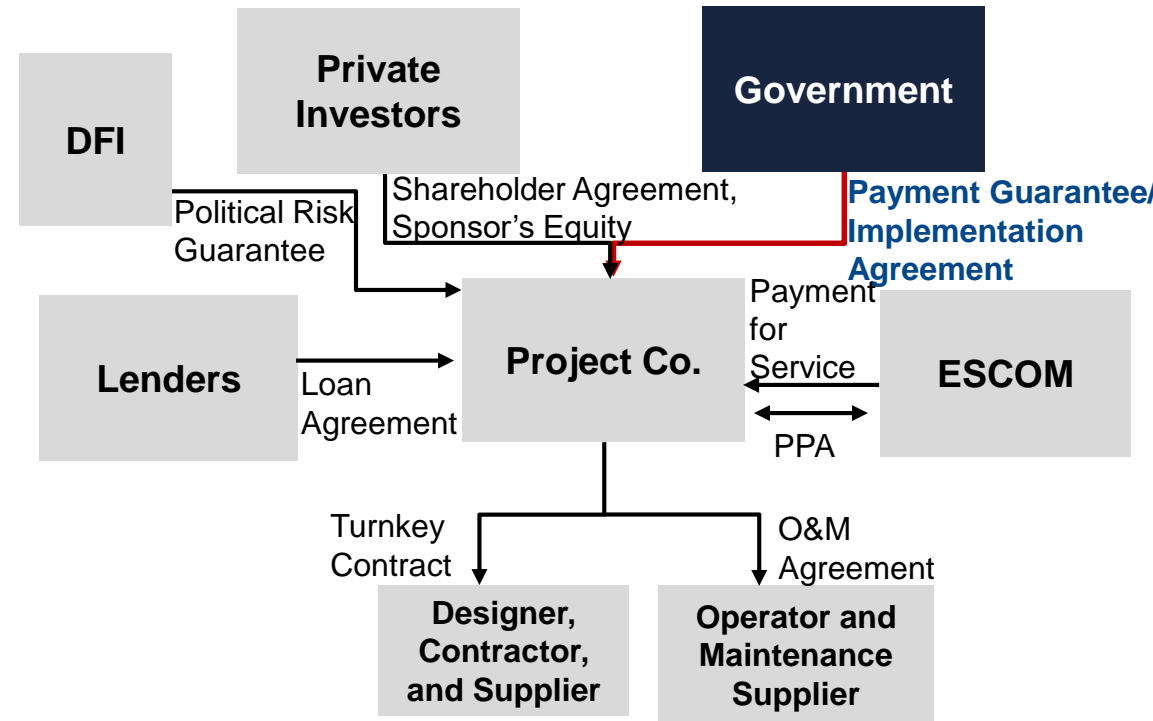 DFI
Private
Investors
Government
Political Risk
Guarantee
Shareholder Agreement,
Sponsor's Equity
Payment Guarantee/
Implementation
Agreement
Lenders
Loan
Agreement
Project Co.
Payment
for
Service
PPA
ESCOM
Turnkey
Contract
O&M
Agreement
Designer,
Contractor,
and Supplier
Operator and
Maintenance
Supplier